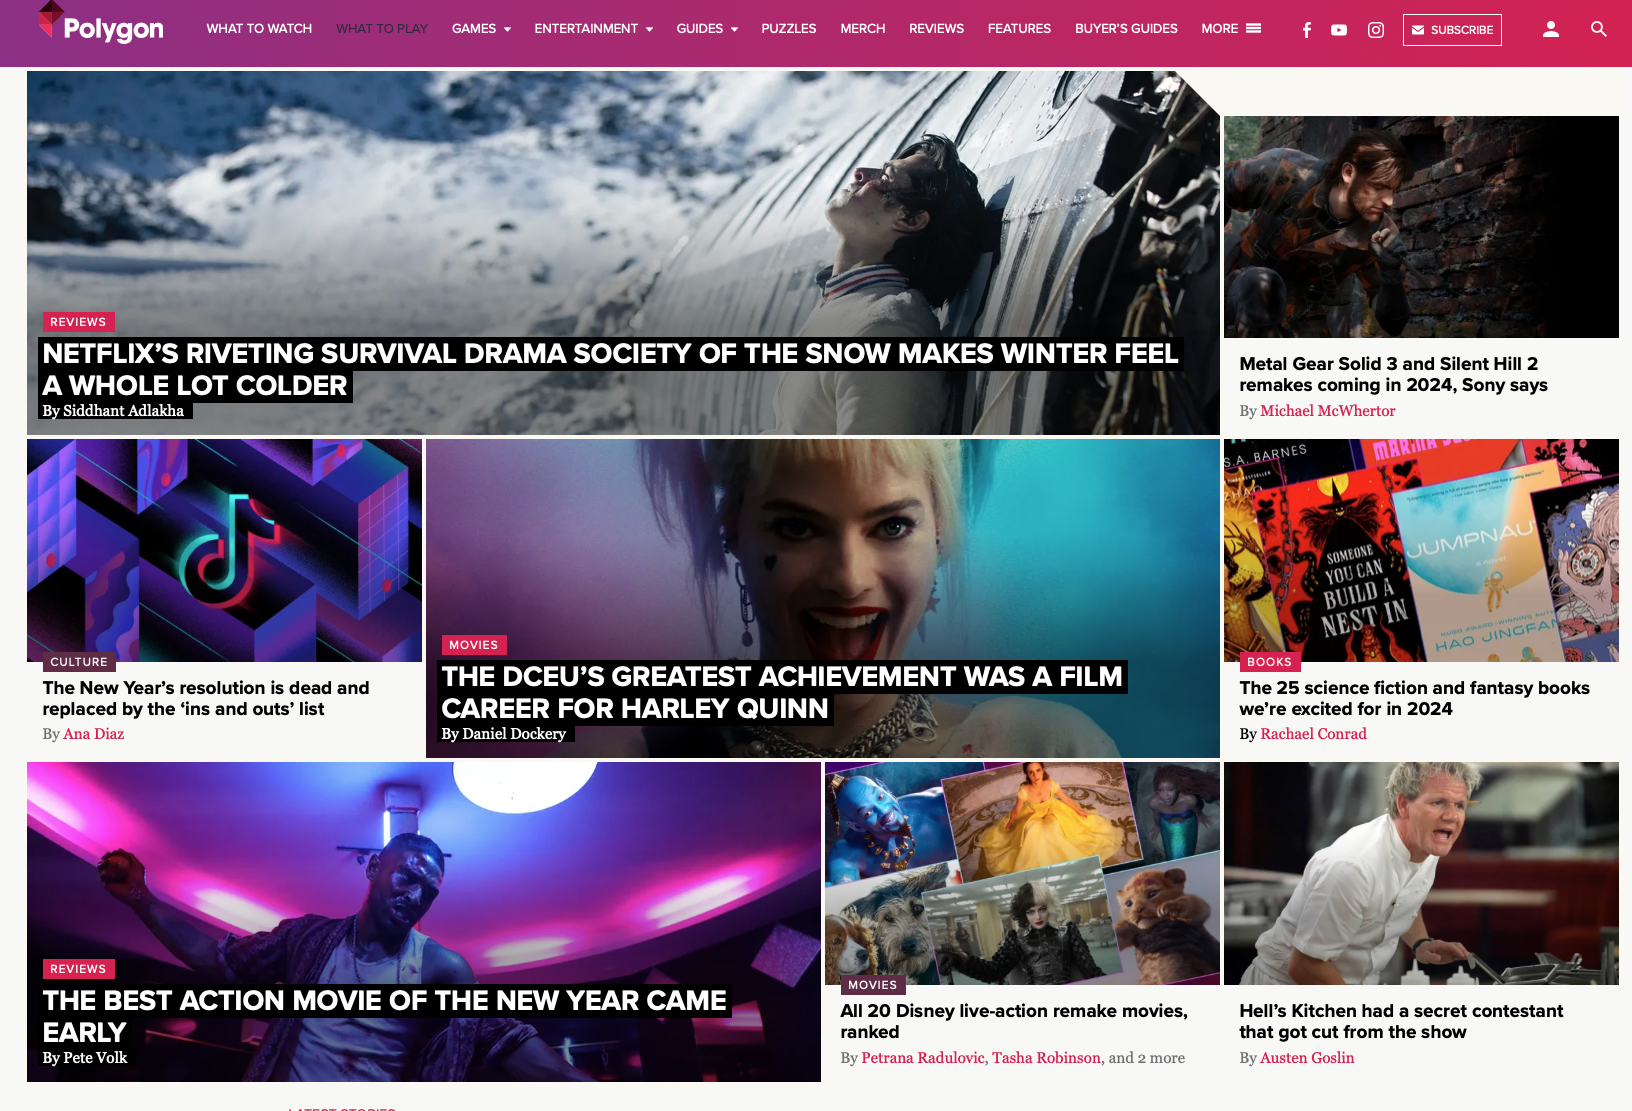 Polygon
WHAT TO WATCH
WHAT TO PLAY
GAMES
ENTERTAINMENT
GUIDES
PUZZLES
MERCH
REVIEWS
FEATURES
BUYER'S GUIDES
MORE
SUBSCRIBE
REVIEWS
NETFLIX’S RIVETING SURVIVAL DRAMA SOCIETY OF THE SNOW MAKES WINTER FEEL
A WHOLE LOT COLDER
By Siddhant Adlakha
Metal Gear Solid 3 and Silent Hill 2
remakes coming in 2024, Sony says
By Michael McWhertor
CULTURE
The New Year’s resolution is dead and
replaced by the ‘ins and outs’ list
By Ana Diaz
MOVIES
THE DCEU’S GREATEST ACHIEVEMENT WAS A FILM
CAREER FOR HARLEY QUINN
By Daniel Dockery
S.A. BARNES
SOMEONE
YOU CAN
BUILD A
NEST IN
JUMPNAU
HAO JINGFAN
BOOKS
The 25 science fiction and fantasy books
we’re excited for in 2024
By Rachael Conrad
REVIEWS
THE BEST ACTION MOVIE OF THE NEW YEAR CAME
EARLY
By Pete Volk
MOVIES
All 20 Disney live-action remake movies,
ranked
By Petrana Radulovic, Tasha Robinson, and 2 more
Hell’s Kitchen had a secret contestant
that got cut from the show
By Austen Goslin
LATEST STORIES